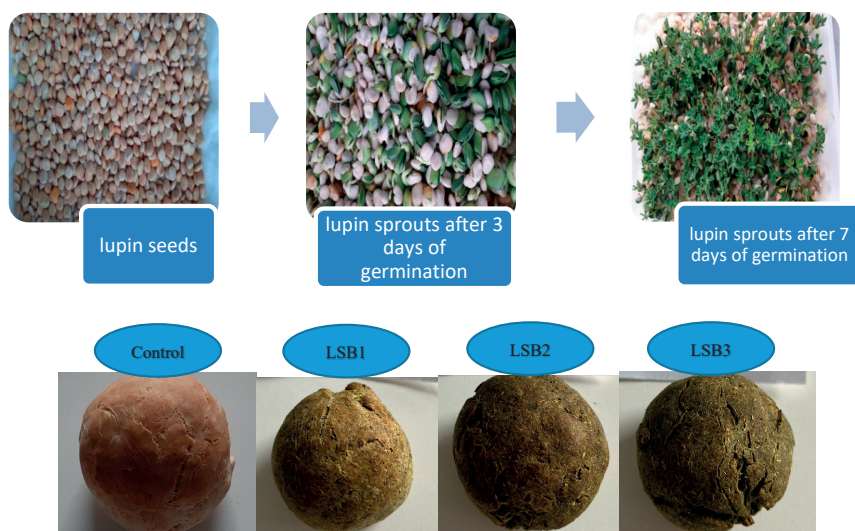 lupin seeds
lupin sprouts after 3
days of
germination
lupin sprouts after 7
days of germination
Control
LSB1
LSB2
LSB3